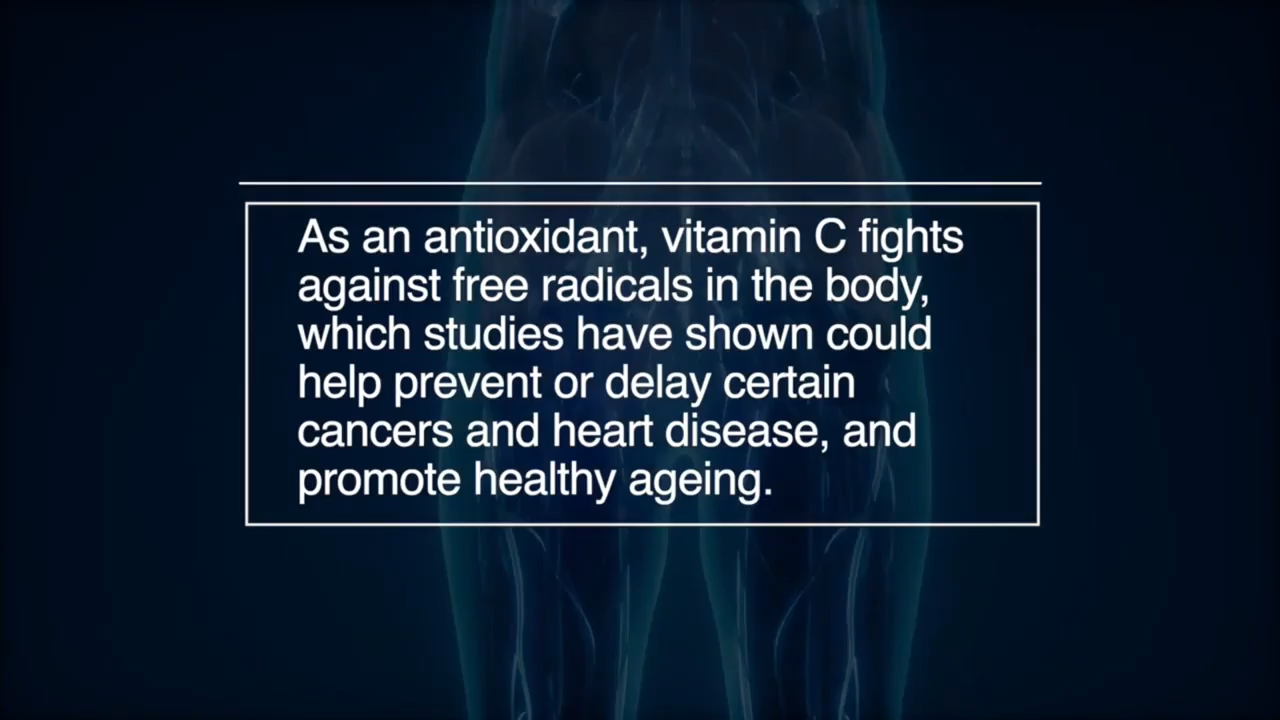 As an antioxidant, vitamin C fights
against free radicals in the body,
which studies have shown could
help prevent or delay certain
cancers and heart disease, and
promote healthy ageing.